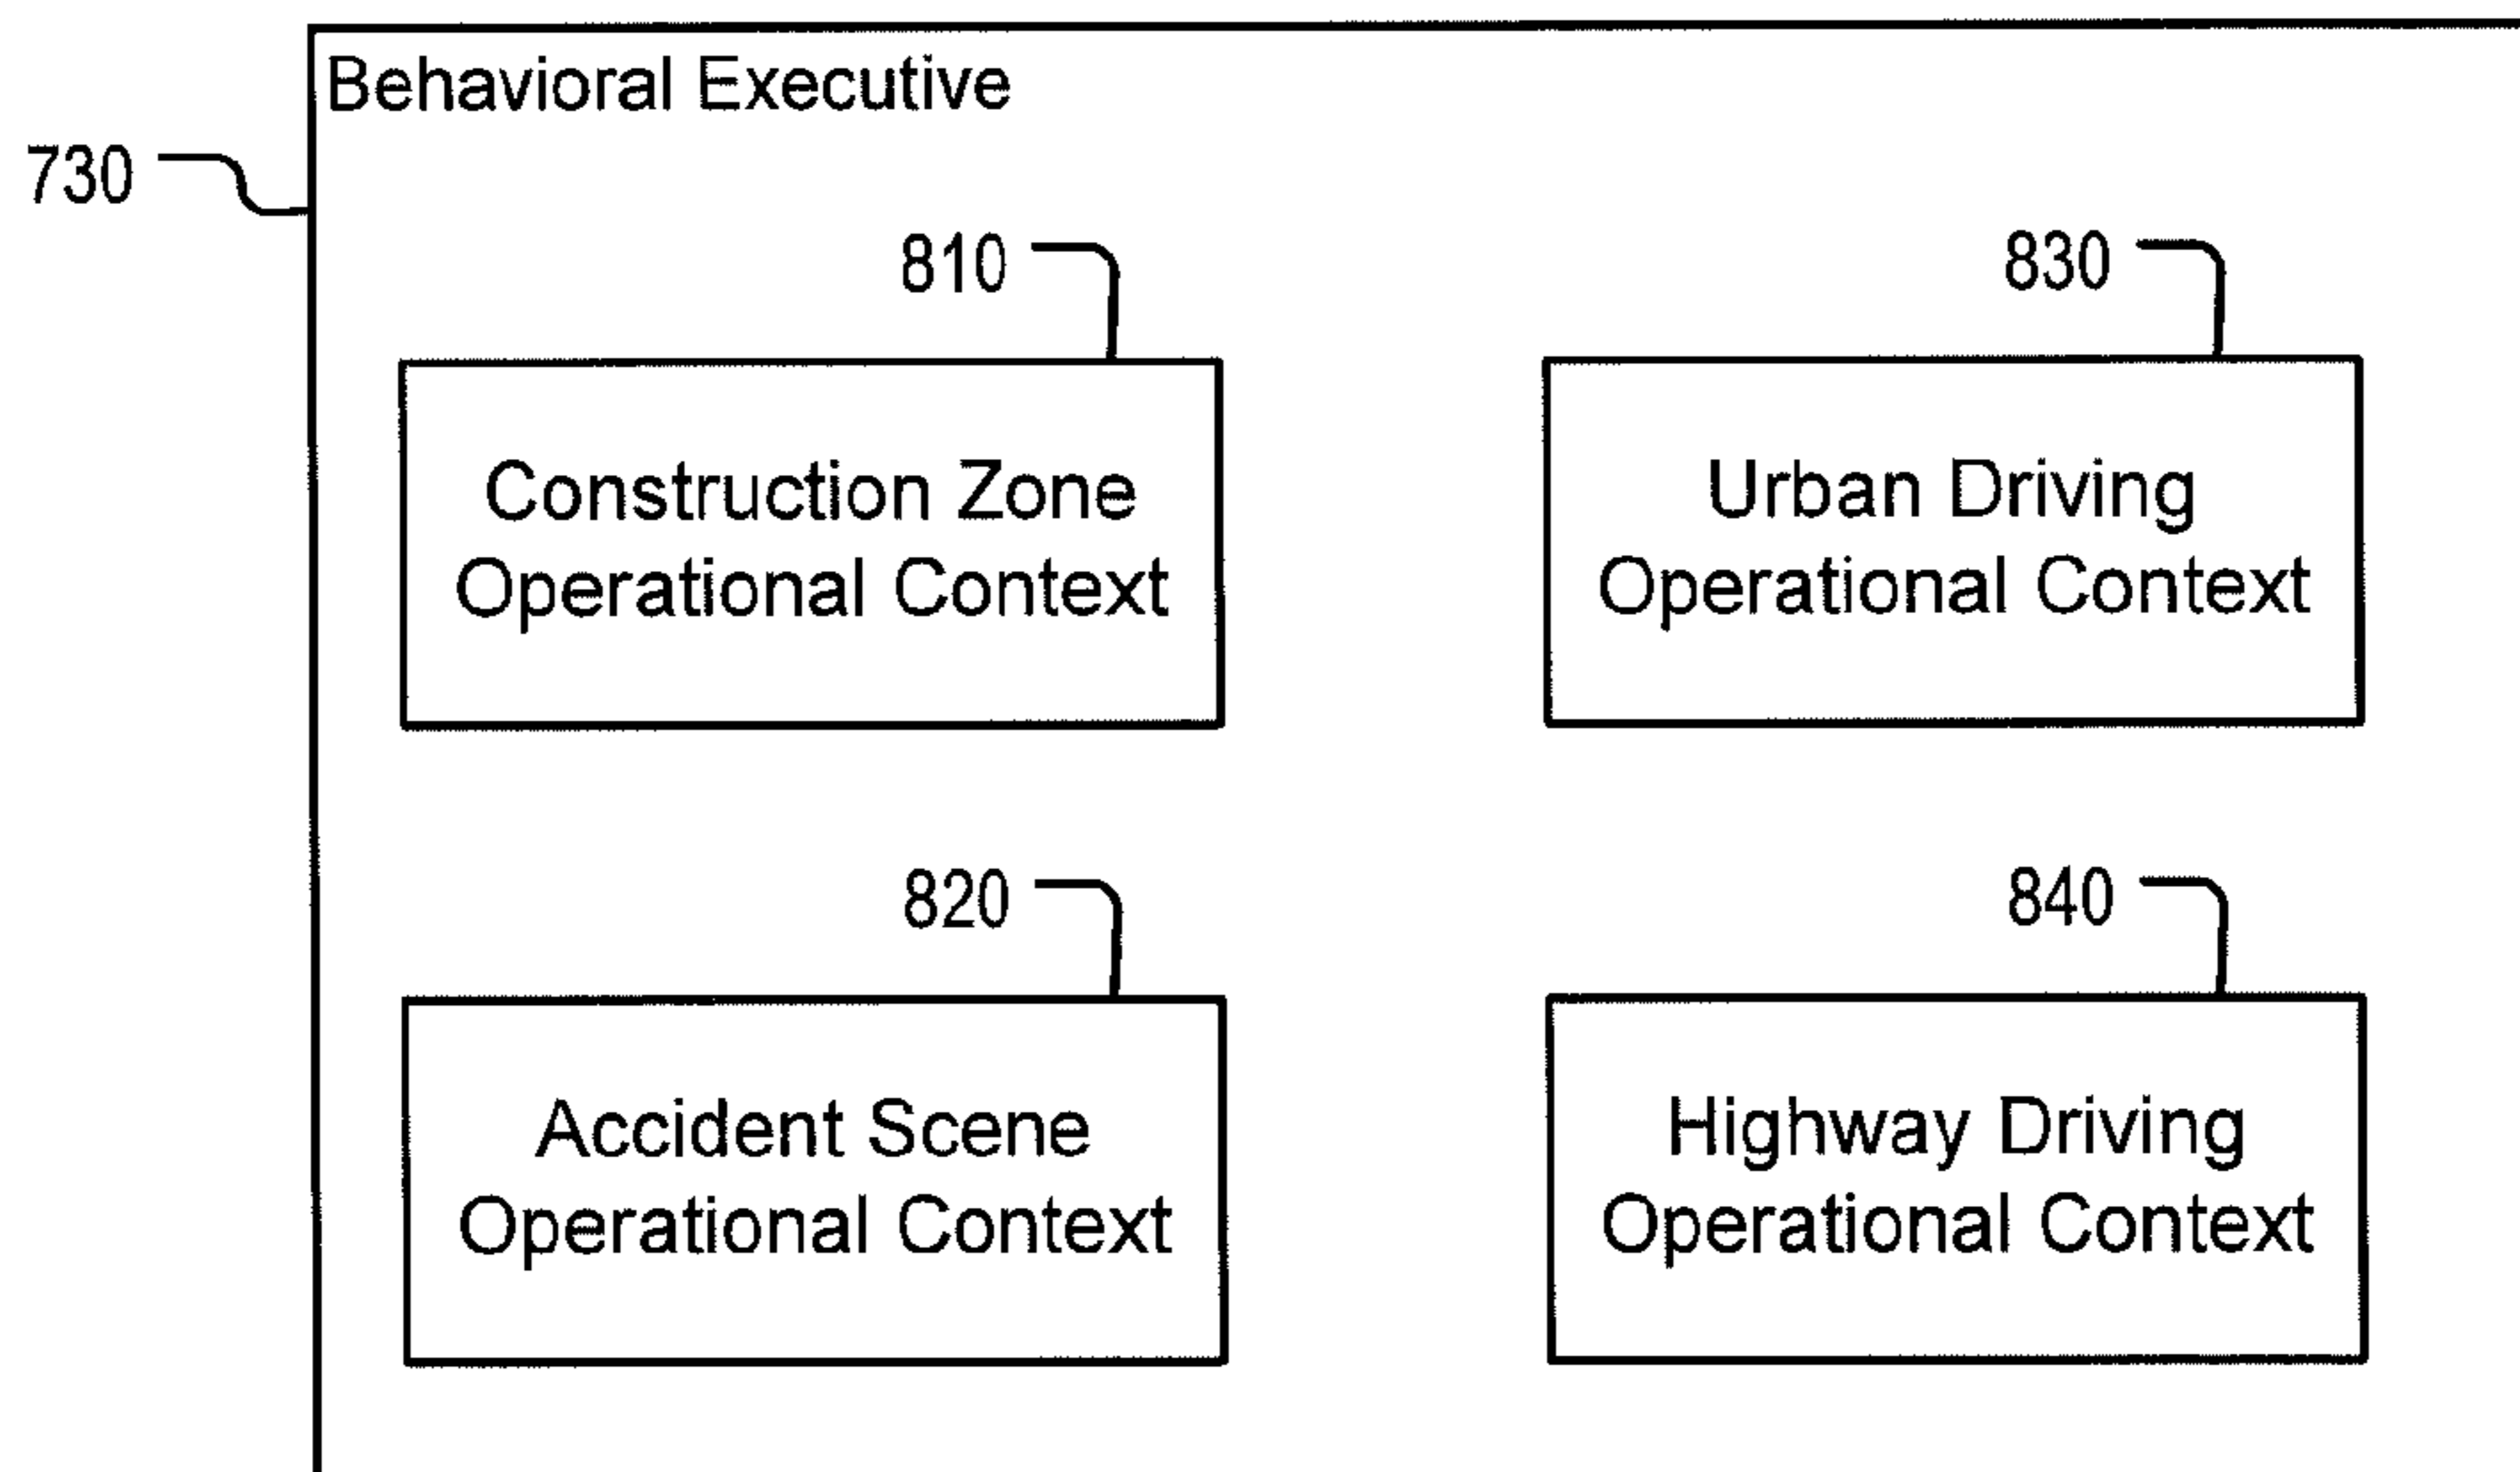 Behavioral Executive
730
810
830
Construction Zone
Operational Context
Urban Driving
Operational Context
820
840
Accident Scene
Operational Context
Highway Driving
Operational Context